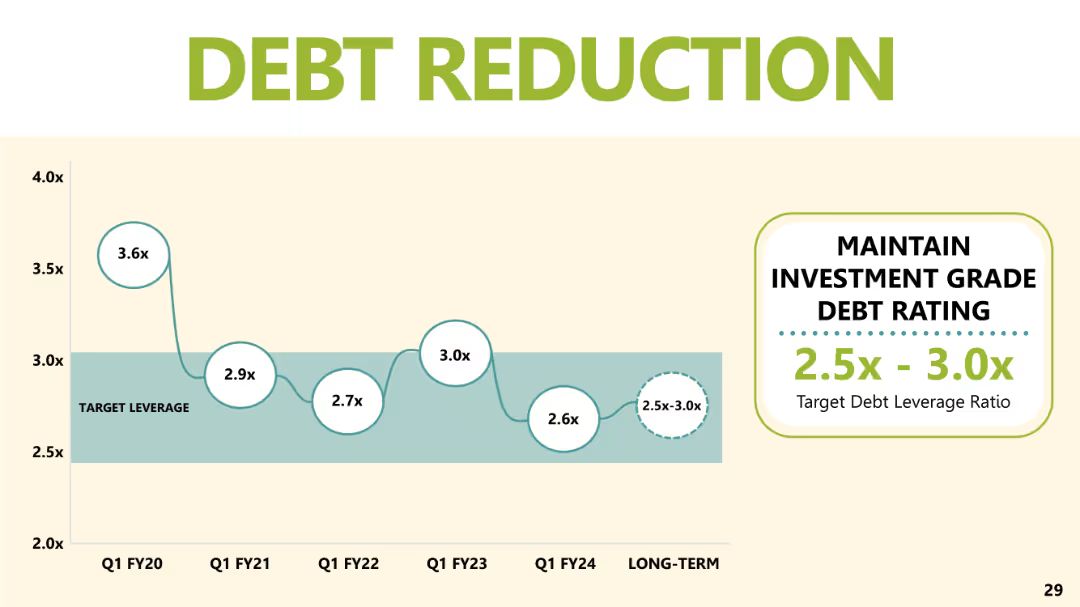 DEBT REDUCTION
4.0x
3.5x
3.0x
2.5x
2.0x
TARGET LEVERAGE
3.6x
2.9x
2.7x
3.0x
2.6x
2.5x-3.0x
Q1 FY20
Q1 FY21
Q1 FY22
Q1 FY23
Q1 FY24
LONG-TERM
MAINTAIN
INVESTMENT GRADE
DEBT RATING
2.5x - 3.0x
Target Debt Leverage Ratio
29